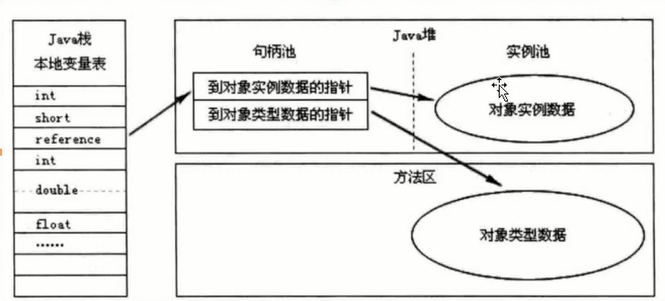 Java栈
本地变量表
int
short
reference
int
double
float
......
Java堆
句柄池
实例池
到对象实例数据的指针
到对象类型数据的指针
对象实例数据
方法区
对象类型数据